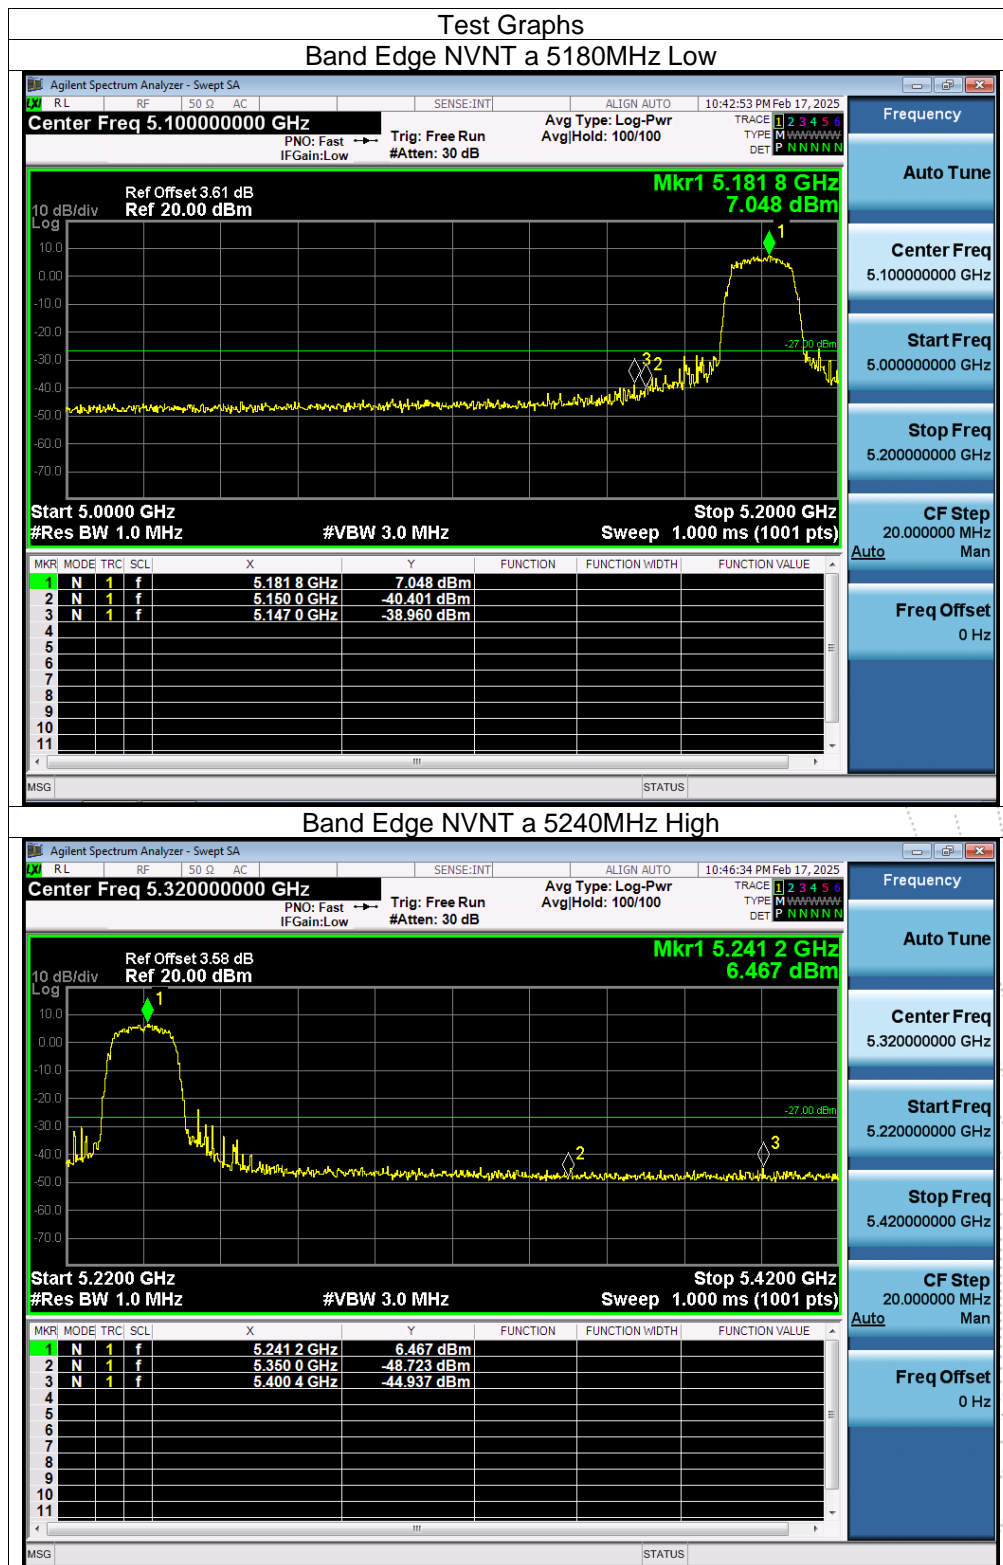 Test Graphs
Band Edge NVNT a 5180MHz Low
Agilent Spectrum Analyzer - Swept SA
LXI RL RF 50 Ω AC SENSE:INT ALIGN AUTO 10:42:53 PM Feb 17, 2025
Center Freq 5.100000000 GHz
PNO: Fast
IFGain:Low
Trig: Free Run
#Atten: 30 dB
Avg Type: Log-Pwr
Avg|Hold: 100/100
TRACE 1 2 3 4 5 6
TYPE M W W W W W
DET P N N N N N
Frequency
Auto Tune
Center Freq
5.100000000 GHz
Start Freq
5.000000000 GHz
Stop Freq
5.200000000 GHz
CF Step
20.000000 MHz
Auto Man
Freq Offset
0 Hz
Ref Offset 3.61 dB
10 dB/div Ref 20.00 dBm
Log
Mkr1 5.181 8 GHz
7.048 dBm
10.0
0.00
-10.0
-20.0
-30.0
-40.0
-50.0
-60.0
-70.0
1
-27.00 dBm
3 2
Start 5.0000 GHz Stop 5.2000 GHz
#Res BW 1.0 MHz #VBW 3.0 MHz Sweep 1.000 ms (1001 pts)
MKR MODE TRC SCL X Y FUNCTION FUNCTION WIDTH FUNCTION VALUE
1 N 1 f 5.181 8 GHz 7.048 dBm
2 N 1 f 5.150 0 GHz -40.401 dBm
3 N 1 f 5.147 0 GHz -38.960 dBm
4
5
6
7
8
9
10
11
MSG STATUS
Band Edge NVNT a 5240MHz High
Agilent Spectrum Analyzer - Swept SA
LXI RL RF 50 Ω AC SENSE:INT ALIGN AUTO 10:46:34 PM Feb 17, 2025
Center Freq 5.320000000 GHz
PNO: Fast
IFGain:Low
Trig: Free Run
#Atten: 30 dB
Avg Type: Log-Pwr
Avg|Hold: 100/100
TRACE 1 2 3 4 5 6
TYPE M W W W W W
DET P N N N N N
Frequency
Auto Tune
Center Freq
5.320000000 GHz
Start Freq
5.220000000 GHz
Stop Freq
5.420000000 GHz
CF Step
20.000000 MHz
Auto Man
Freq Offset
0 Hz
Ref Offset 3.58 dB
10 dB/div Ref 20.00 dBm
Log
Mkr1 5.241 2 GHz
6.467 dBm
10.0
0.00
-10.0
-20.0
-30.0
-40.0
-50.0
-60.0
-70.0
1
-27.00 dBm
2
3
Start 5.2200 GHz Stop 5.4200 GHz
#Res BW 1.0 MHz #VBW 3.0 MHz Sweep 1.000 ms (1001 pts)
MKR MODE TRC SCL X Y FUNCTION FUNCTION WIDTH FUNCTION VALUE
1 N 1 f 5.241 2 GHz 6.467 dBm
2 N 1 f 5.350 0 GHz -48.723 dBm
3 N 1 f 5.400 4 GHz -44.937 dBm
4
5
6
7
8
9
10
11
MSG STATUS